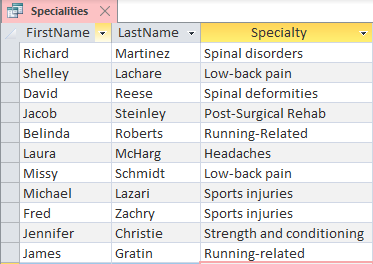 Specialities
FirstName LastName Specialty
Richard Martinez Spinal disorders
Shelley Lachare Low-back pain
David Reese Spinal deformities
Jacob Steinley Post-Surgical Rehab
Belinda Roberts Running-Related
Laura McHarg Headaches
Missy Schmidt Low-back pain
Michael Lazari Sports injuries
Fred Zachry Sports injuries
Jennifer Christie Strength and conditioning
James Gratin Running-related